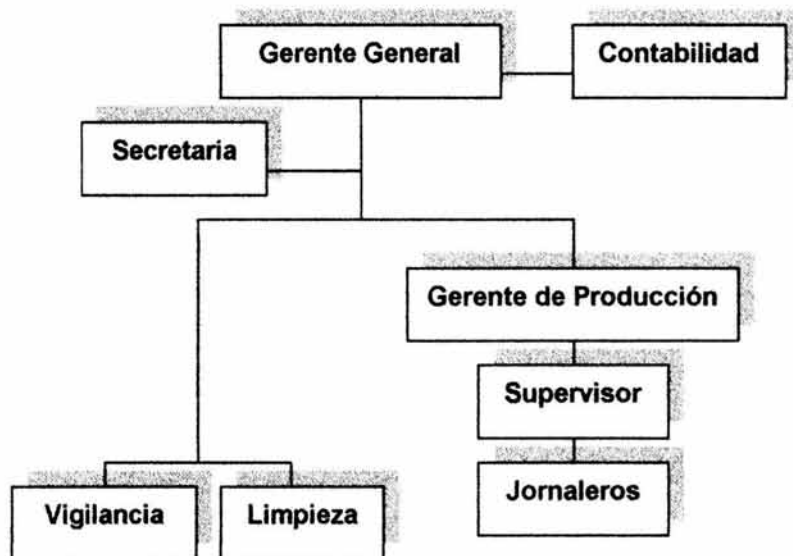 Gerente General
Contabilidad
Secretaria
Gerente de Producción
Supervisor
Jornaleros
Vigilancia
Limpieza